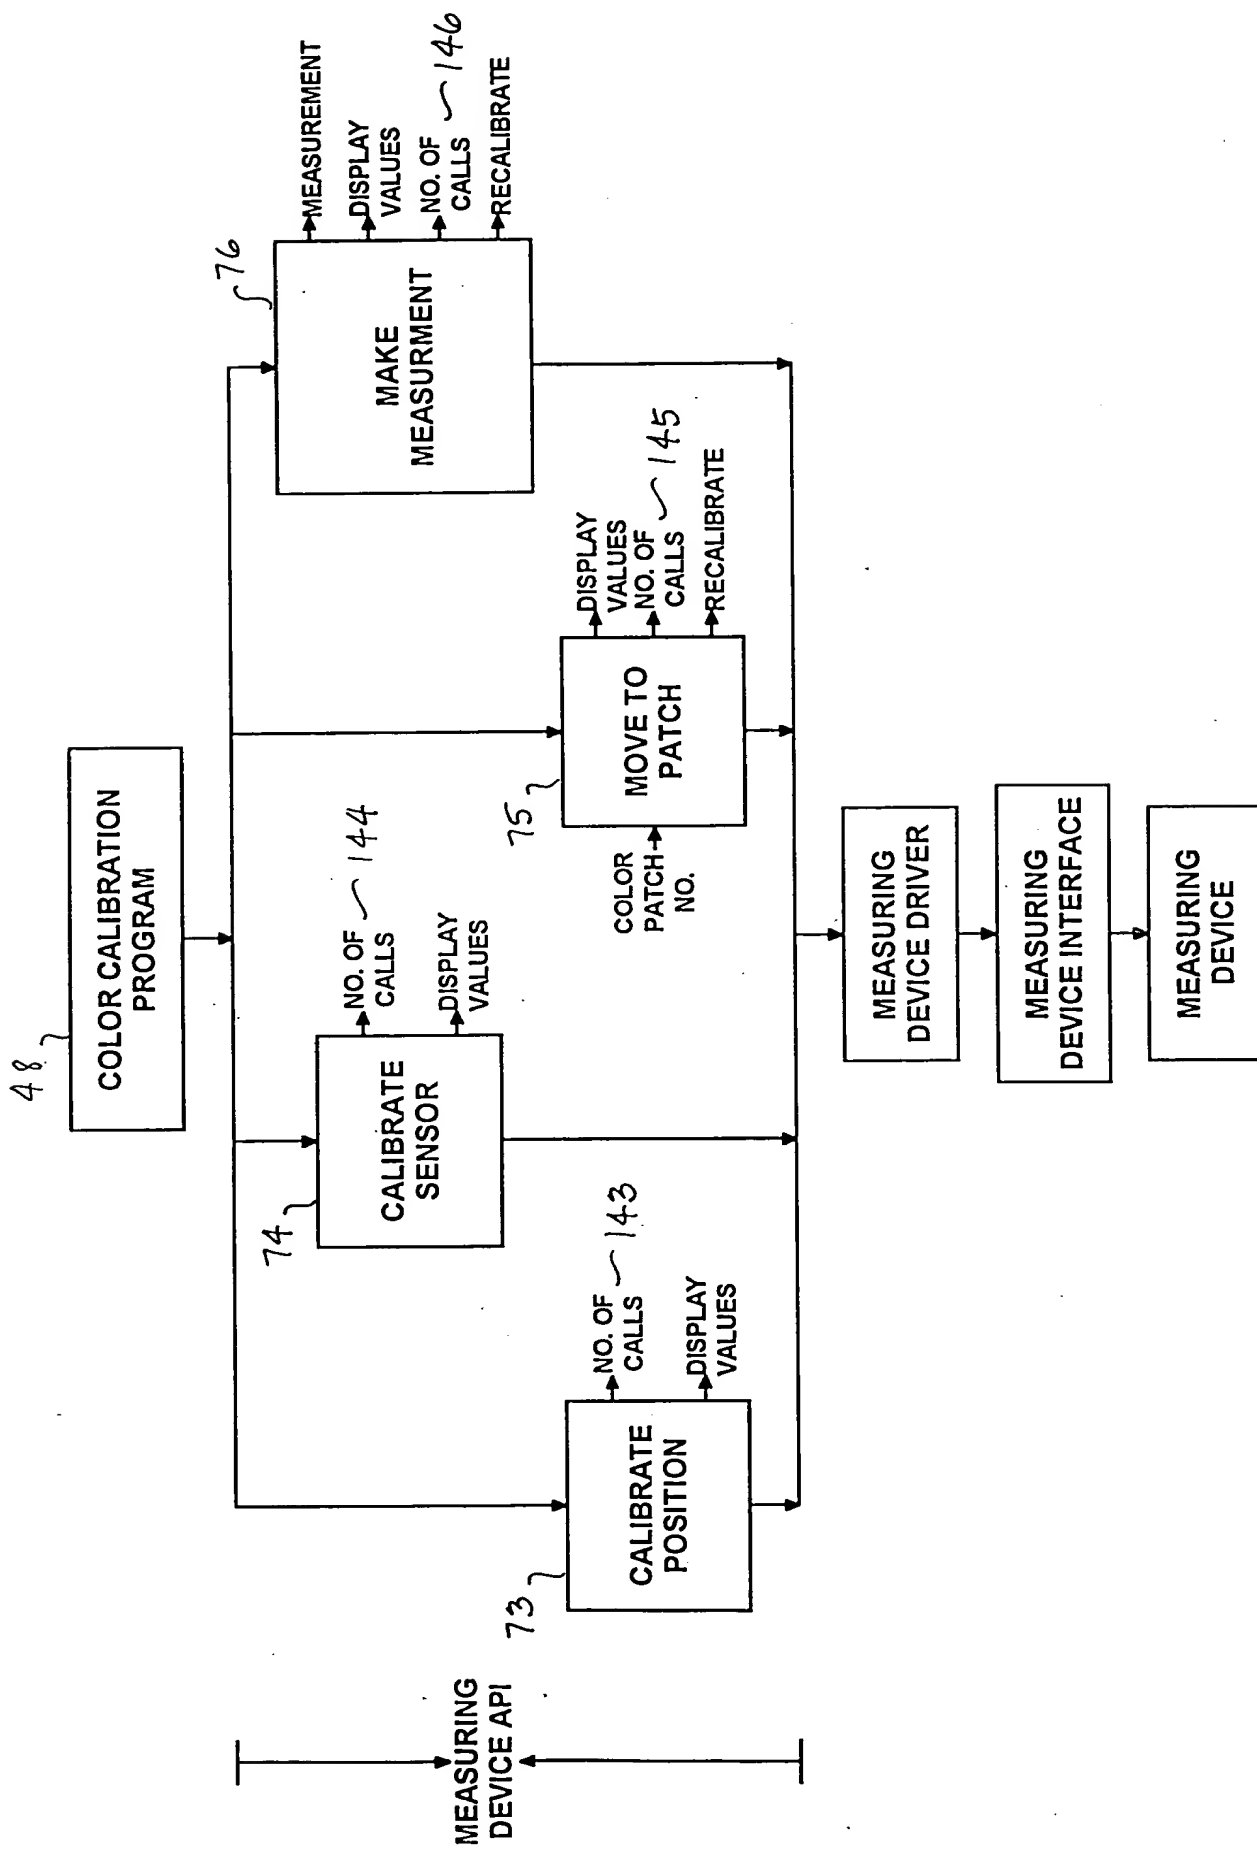 48
COLOR CALIBRATION
PROGRAM
MEASURING
DEVICE API
73
CALIBRATE
POSITION
NO. OF
CALLS
143
DISPLAY
VALUES
74
CALIBRATE
SENSOR
NO. OF
CALLS
144
DISPLAY
VALUES
75
COLOR
PATCH
NO.
MOVE TO
PATCH
DISPLAY
VALUES
NO. OF
CALLS
145
RECALIBRATE
76
MAKE
MEASURMENT
MEASUREMENT
DISPLAY
VALUES
NO. OF
CALLS
146
RECALIBRATE
MEASURING
DEVICE DRIVER
MEASURING
DEVICE INTERFACE
MEASURING
DEVICE